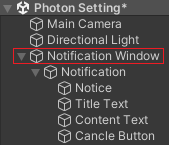 Photon Setting*
Main Camera
Directional Light
Notification Window
Notification
Notice
Title Text
Content Text
Cancle Button